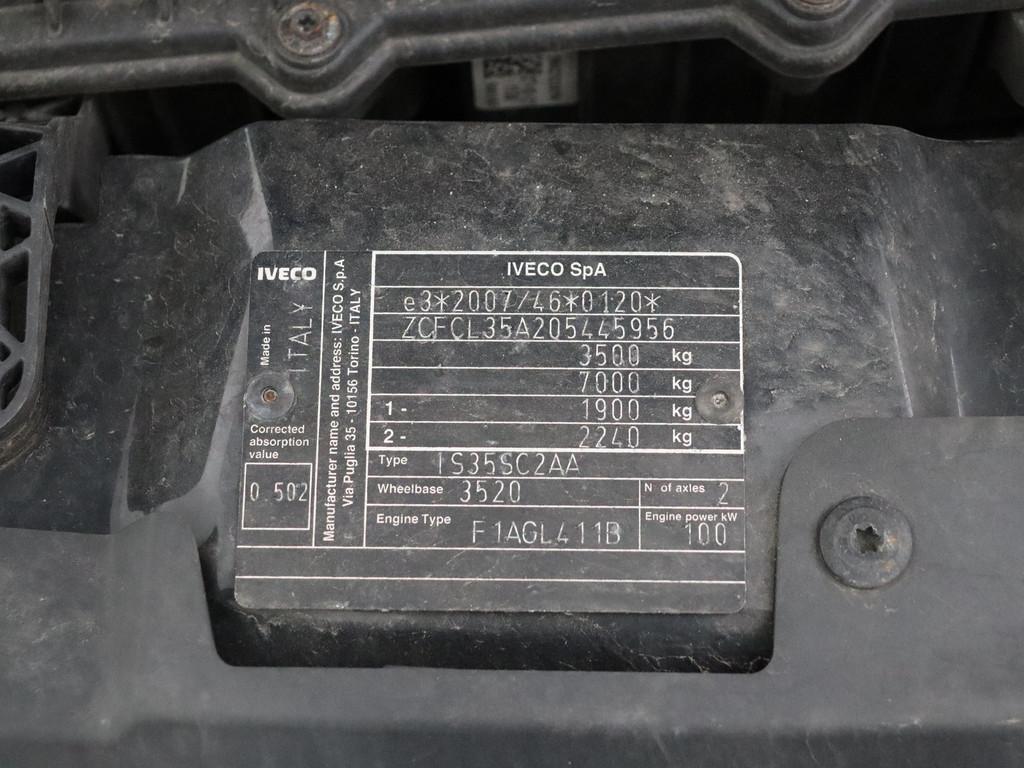 IVECO
Made in
ITALY
Corrected
absorption
value
0.502
Manufacturer name and address: IVECO S.p.A
Via Puglia 35 - 10156 Torino - ITALY
IVECO SpA
e3*2007/46*0120*
ZCFCL35A205445956
3500 kg
7000 kg
1 - 1900 kg
2 - 2240 kg
Type IS35SC2AA
Wheelbase 3520
N of axles 2
Engine Type F1AGL411B
Engine power kW
100